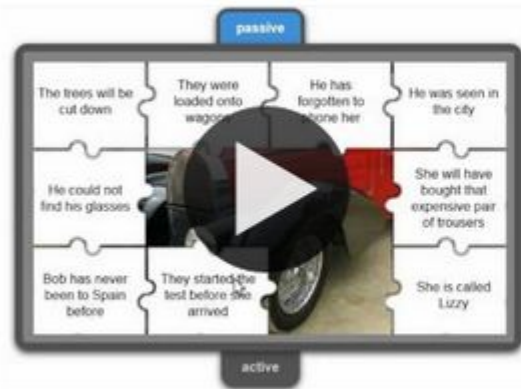 passive
The trees will be
cut down
They were
loaded onto
wagons
He has
forgotten to
phone her
He was seen in
the city
He could not
find his glasses
She will have
bought that
expensive pair
of trousers
Bob has never
been to Spain
before
They started the
test before she
arrived
She is called
Lizzy
active